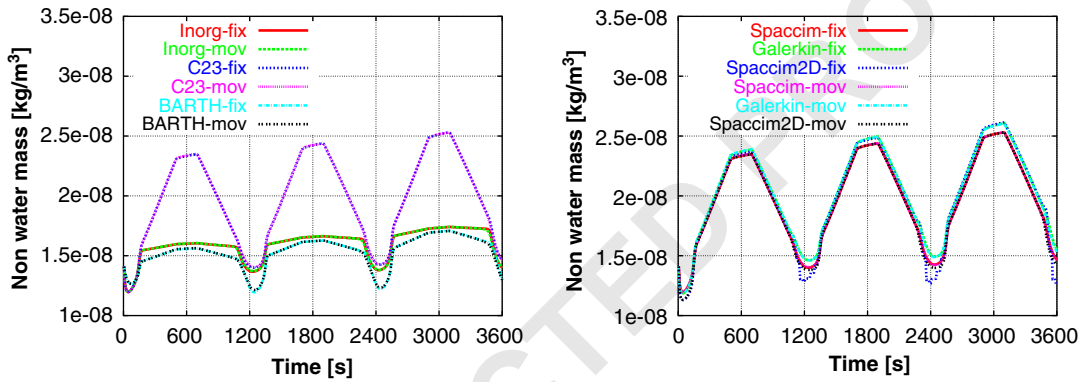 3.5e-08
3e-08
2.5e-08
2e-08
1.5e-08
1e-08
Non water mass [kg/m³]
Inorg-fix
Inorg-mov
C23-fix
C23-mov
BARTH-fix
BARTH-mov
0 600 1200 1800 2400 3000 3600
Time [s]
3.5e-08
3e-08
2.5e-08
2e-08
1.5e-08
1e-08
Non water mass [kg/m³]
Spaccim-fix
Galerkin-fix
Spaccim2D-fix
Spaccim-mov
Galerkin-mov
Spaccim2D-mov
0 600 1200 1800 2400 3000 3600
Time [s]
CTED PRO